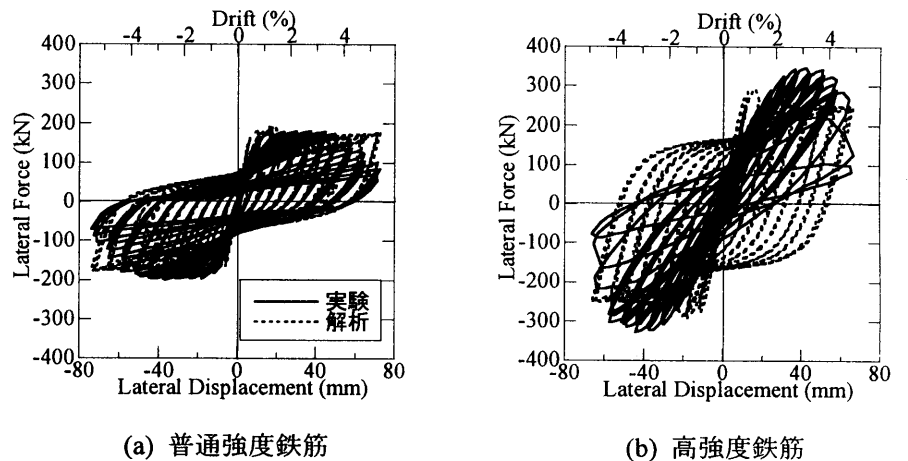 Drift (%)
-4 -2 0 2 4
400
300
200
100
0
-100
-200
-300
-400
Lateral Force (kN)
実験
解析
-80 -40 0 40 80
Lateral Displacement (mm)
(a) 普通強度鉄筋
Drift (%)
-4 -2 0 2 4
400
300
200
100
0
-100
-200
-300
-400
Lateral Force (kN)
-80 -40 0 40 80
Lateral Displacement (mm)
(b) 高強度鉄筋